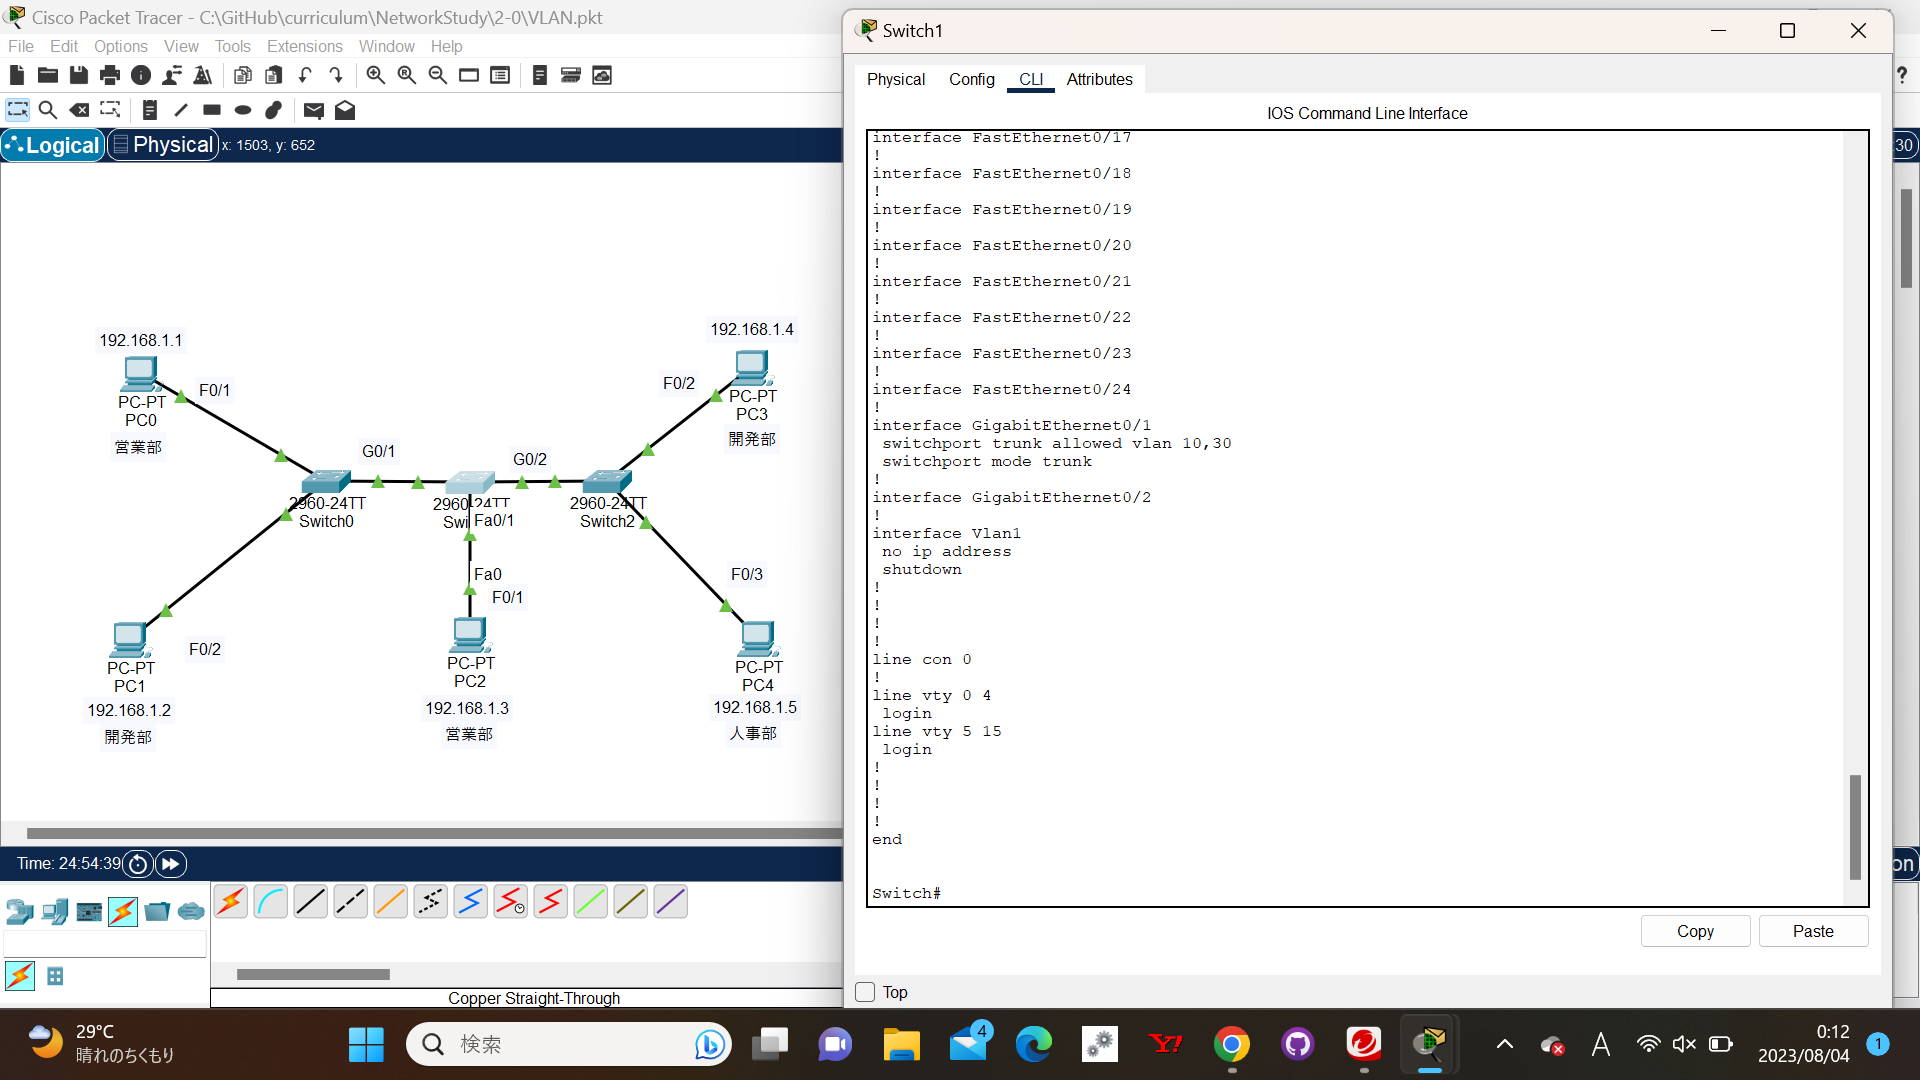 Cisco Packet Tracer - C:\GitHub\curriculum\NetworkStudy\2-0\VLAN.pkt
File Edit Options View Tools Extensions Window Help
Logical
Physical
x: 1503, y: 652
192.168.1.1
F0/1
PC-PT
PC0
営業部
G0/1
G0/2
192.168.1.4
F0/2
PC-PT
PC3
開発部
2960-24TT
Switch0
2960-24TT
Fa0/1
2960-24TT
Switch2
Fa0
F0/1
F0/3
F0/2
PC-PT
PC1
192.168.1.2
開発部
PC-PT
PC2
192.168.1.3
営業部
PC-PT
PC4
192.168.1.5
人事部
Time: 24:54:39
Copper Straight-Through
Switch1
Physical Config CLI Attributes
IOS Command Line Interface
interface FastEthernet0/17
!
interface FastEthernet0/18
!
interface FastEthernet0/19
!
interface FastEthernet0/20
!
interface FastEthernet0/21
!
interface FastEthernet0/22
!
interface FastEthernet0/23
!
interface FastEthernet0/24
!
interface GigabitEthernet0/1
switchport trunk allowed vlan 10,30
switchport mode trunk
!
interface GigabitEthernet0/2
!
interface Vlan1
no ip address
shutdown
!
!
!
!
line con 0
!
line vty 0 4
login
line vty 5 15
login
!
!
!
!
end
Switch#
Copy
Paste
Top
?
30
on
29°C
晴れのちくもり
検索
4
Y!
A
0:12
2023/08/04
1